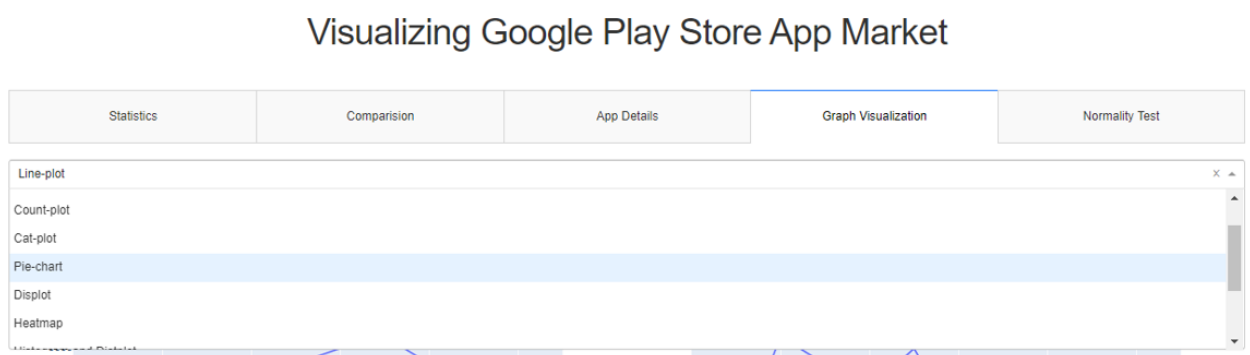 Visualizing Google Play Store App Market
Statistics Comparision App Details Graph Visualization Normality Test
Line-plot x
Count-plot
Cat-plot
Pie-chart
Displot
Heatmap